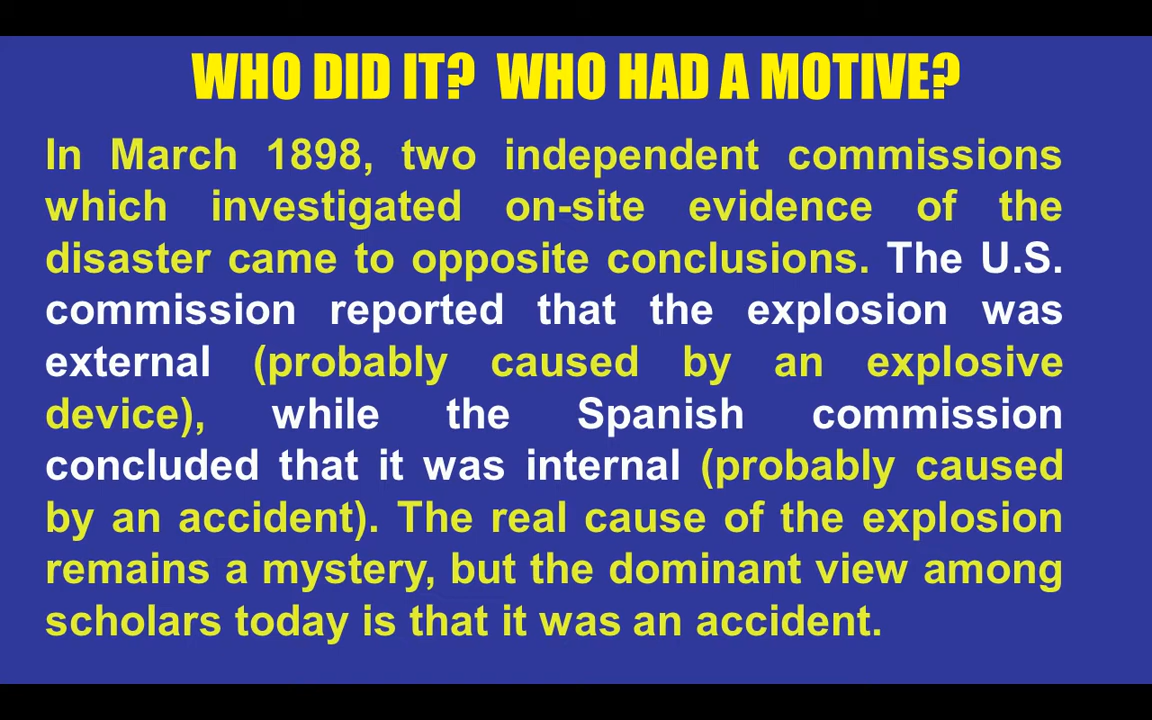 WHO DID IT? WHO HAD A MOTIVE?
In March 1898, two independent commissions
which investigated on-site evidence of the
disaster came to opposite conclusions. The U.S.
commission reported that the explosion was
external (probably caused by an explosive
device), while the Spanish commission
concluded that it was internal (probably caused
by an accident). The real cause of the explosion
remains a mystery, but the dominant view among
scholars today is that it was an accident.